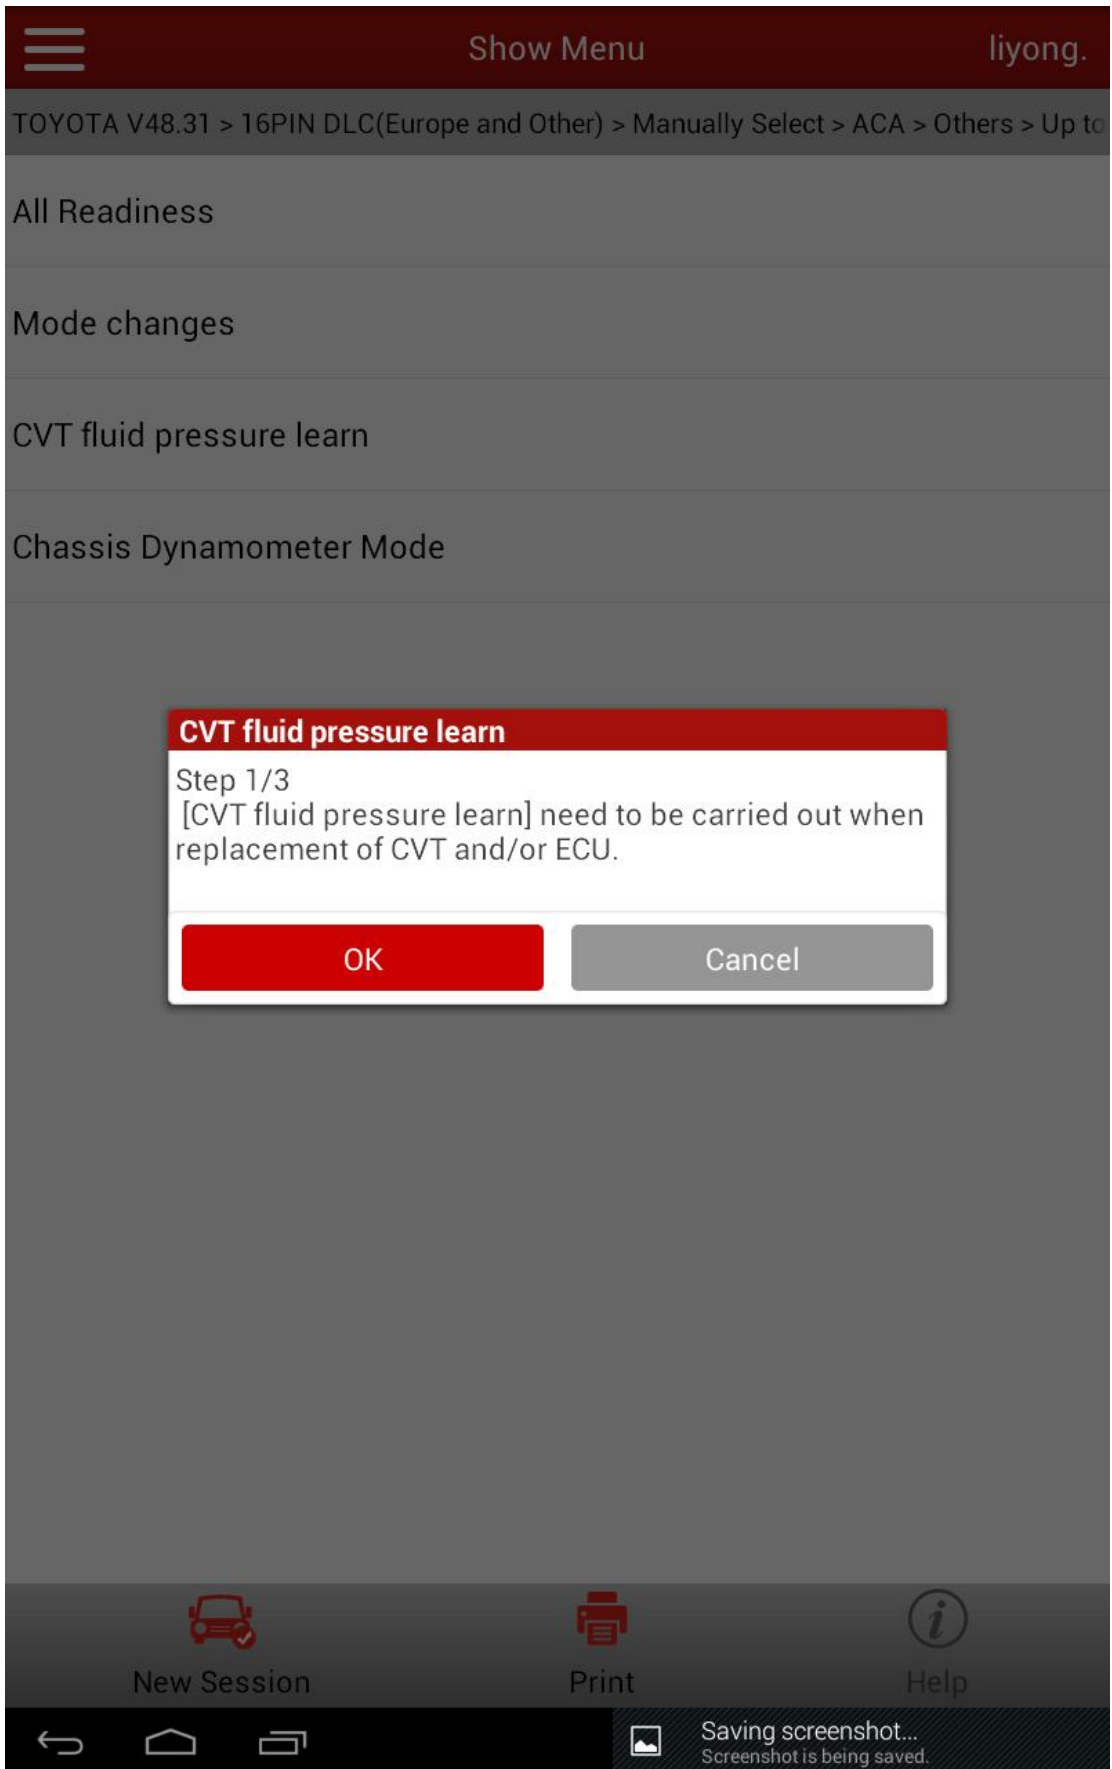 Show Menu
liyong.
TOYOTA V48.31 > 16PIN DLC(Europe and Other) > Manually Select > ACA > Others > Up to
All Readiness
Mode changes
CVT fluid pressure learn
Chassis Dynamometer Mode
CVT fluid pressure learn
Step 1/3
[CVT fluid pressure learn] need to be carried out when
replacement of CVT and/or ECU.
OK
Cancel
New Session
Print
Help
Saving screenshot...
Screenshot is being saved.